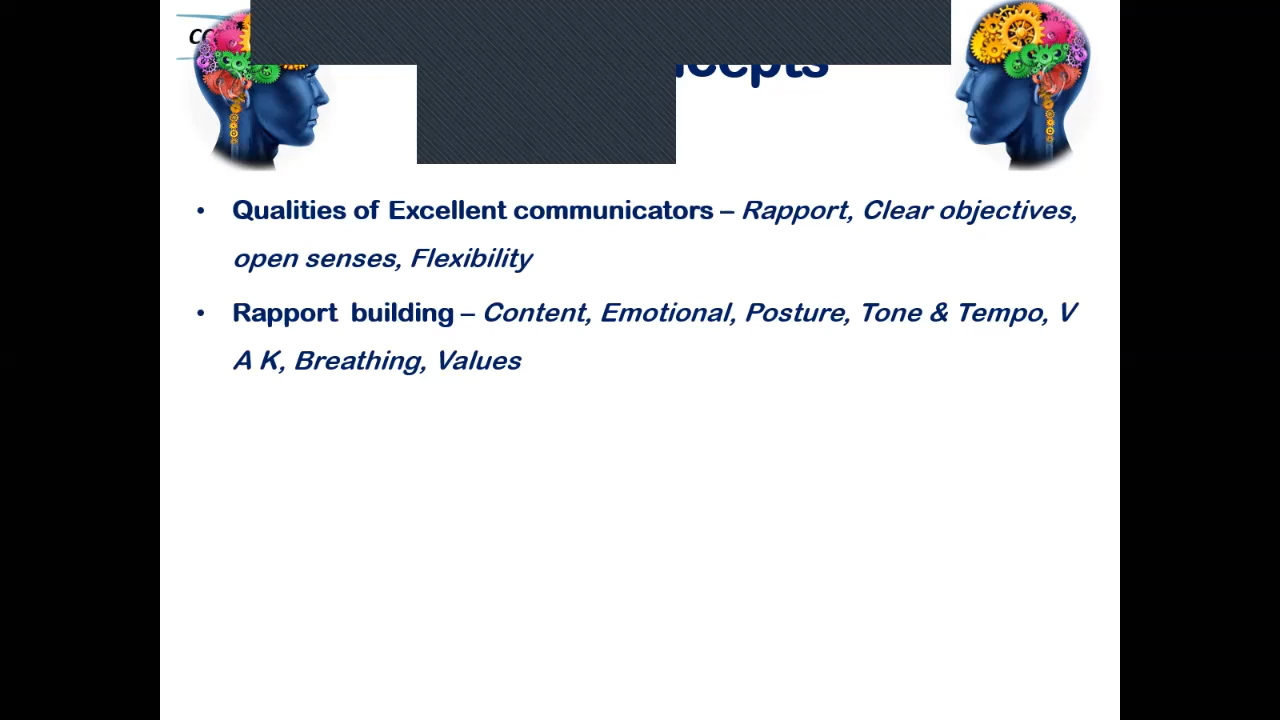 • Qualities of Excellent communicators – Rapport, Clear objectives,
open senses, Flexibility
• Rapport building – Content, Emotional, Posture, Tone & Tempo, V
A K, Breathing, Values